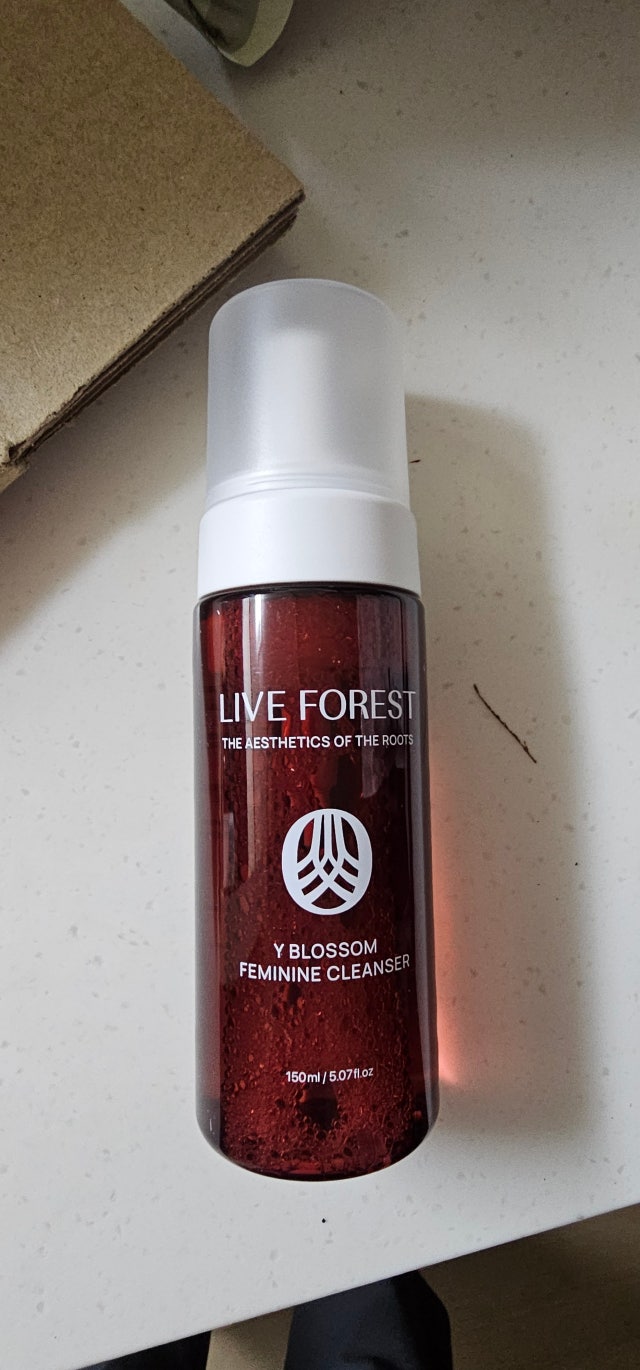 LIVE FOREST
THE AESTHETICS OF THE ROOTS
Y BLOSSOM
FEMININE CLEANSER
150ml / 5.07fl.oz